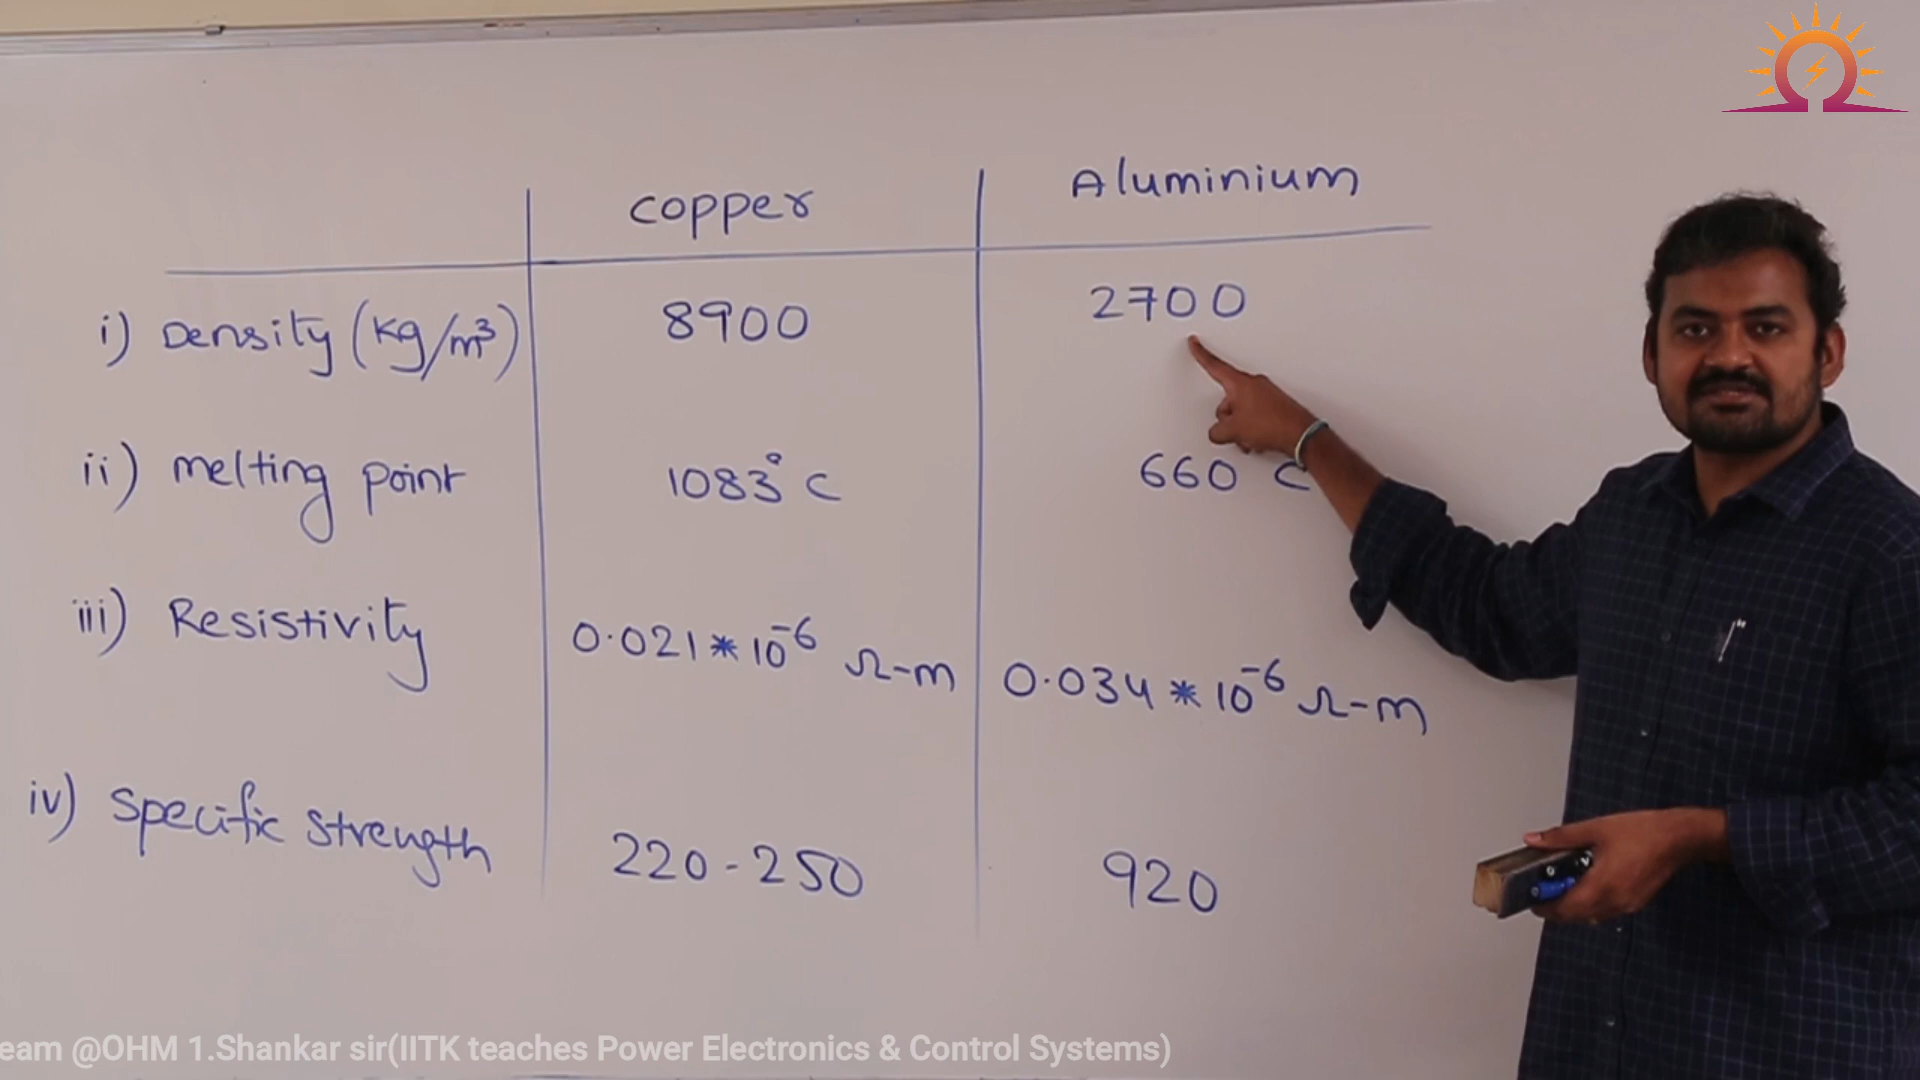 copper Aluminium
i) Density (Kg/m³) 8900 2700
ii) melting point 1083° C 660 C
iii) Resistivity 0.021 * 10⁻⁶ Ω-m 0.034 * 10⁻⁶ Ω-m
iv) Specific Strength 220 - 250 920
eam @OHM 1.Shankar sir(IITK teaches Power Electronics & Control Systems)